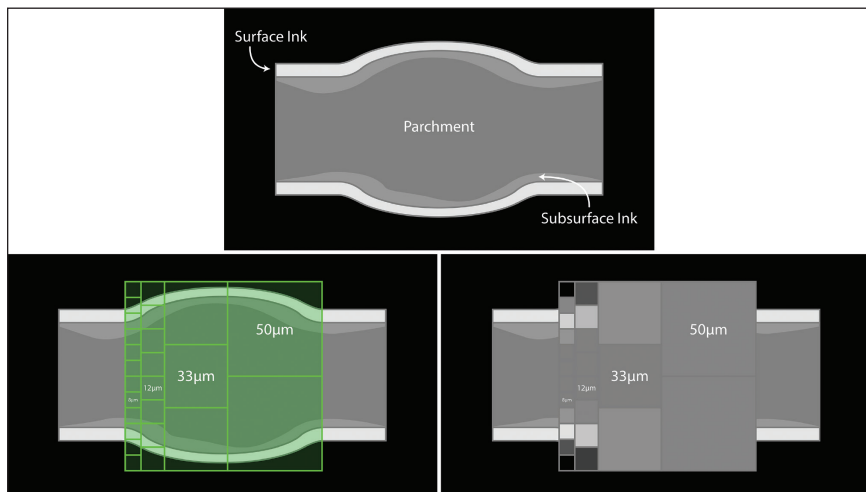 Surface Ink
Parchment
Subsurface Ink
50μm
33μm
12μm
50μm
33μm
12μm